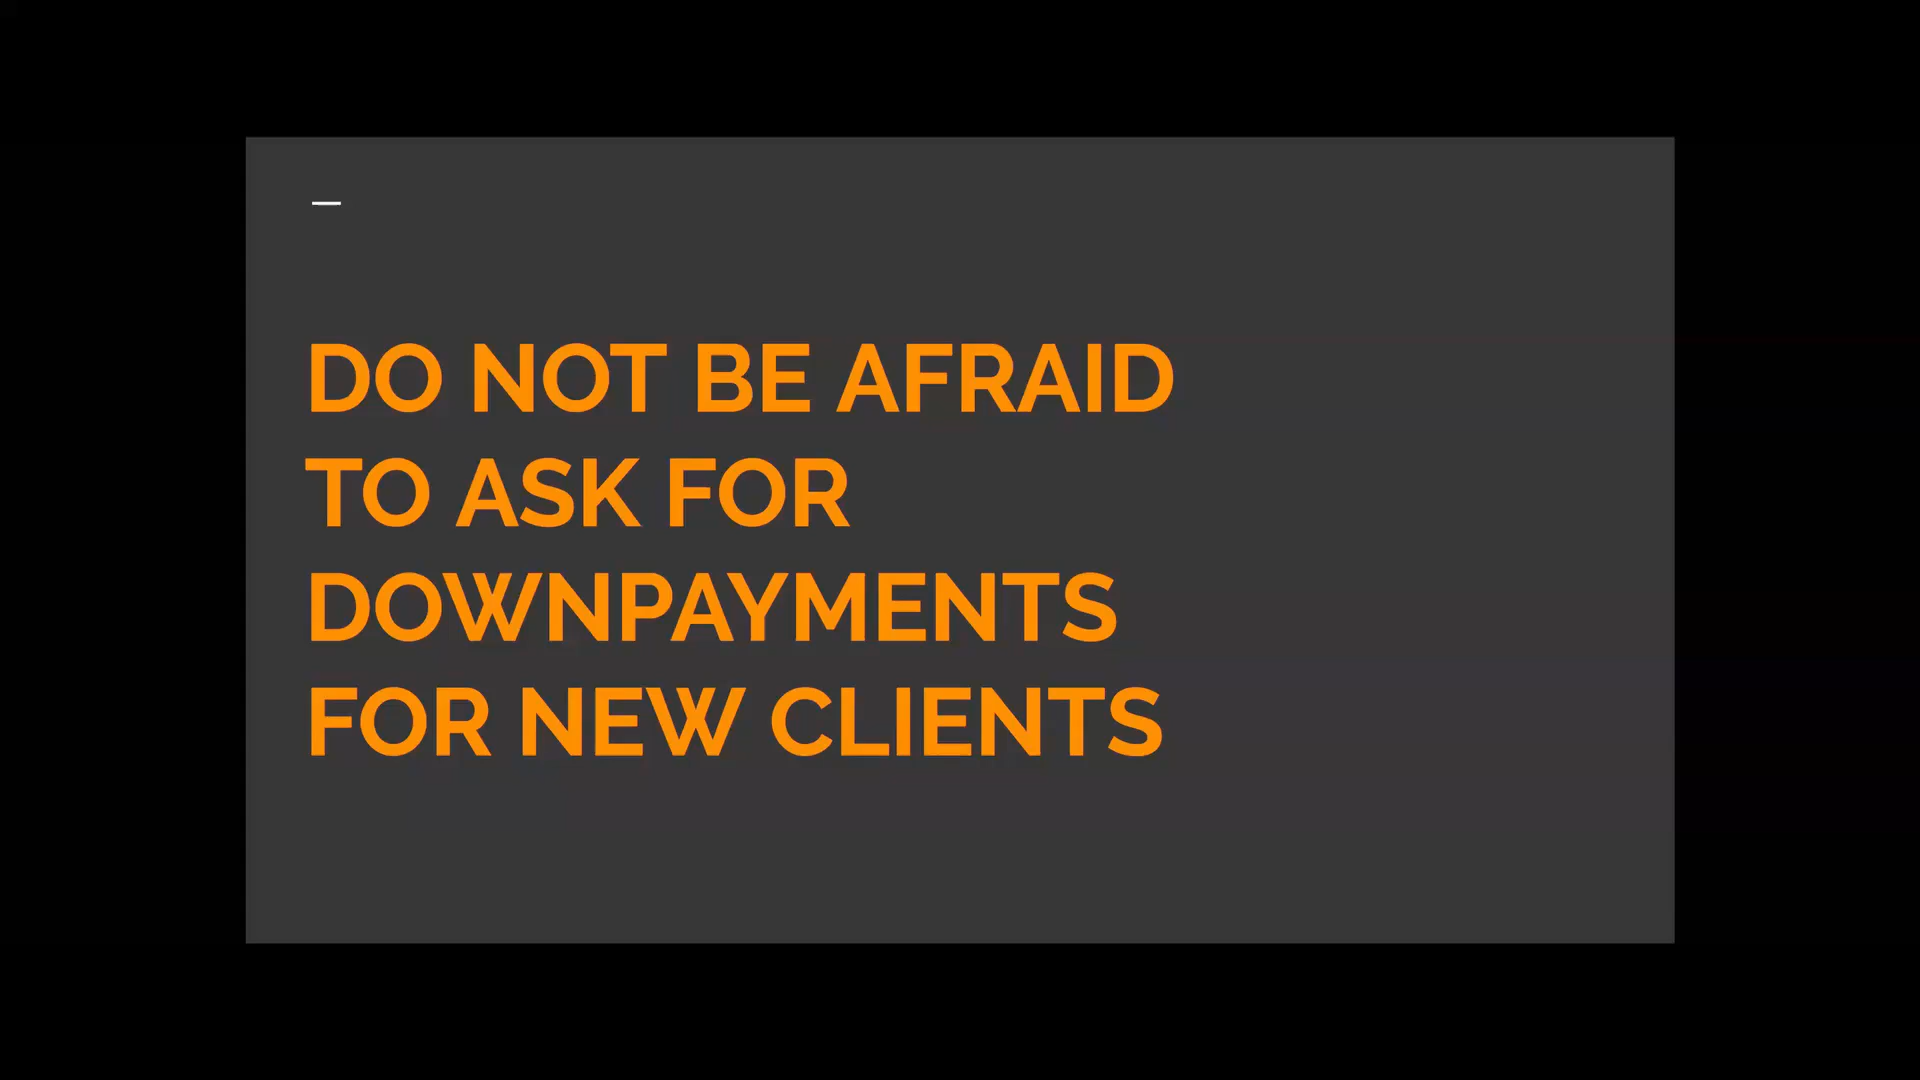 DO NOT BE AFRAID
TO ASK FOR
DOWNPAYMENTS
FOR NEW CLIENTS